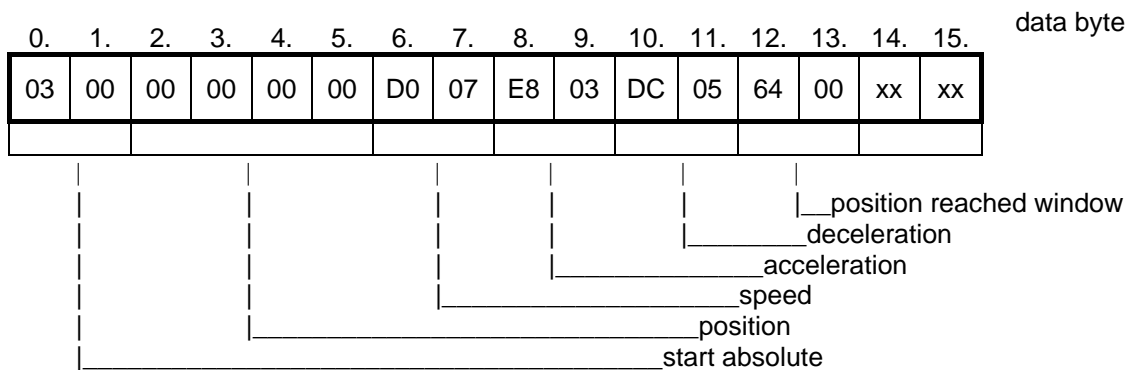 data byte
0. 1. 2. 3. 4. 5. 6. 7. 8. 9. 10. 11. 12. 13. 14. 15.
03 00 00 00 00 00 D0 07 E8 03 DC 05 64 00 xx xx
position reached window
deceleration
acceleration
speed
position
start absolute